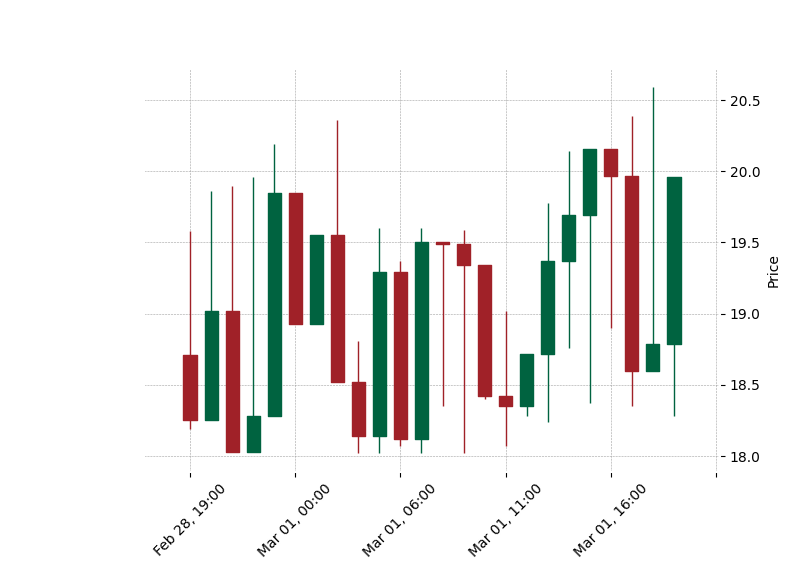 20.5
20.0
19.5
19.0
18.5
18.0
Price
Feb 28, 19:00
Mar 01, 00:00
Mar 01, 06:00
Mar 01, 11:00
Mar 01, 16:00